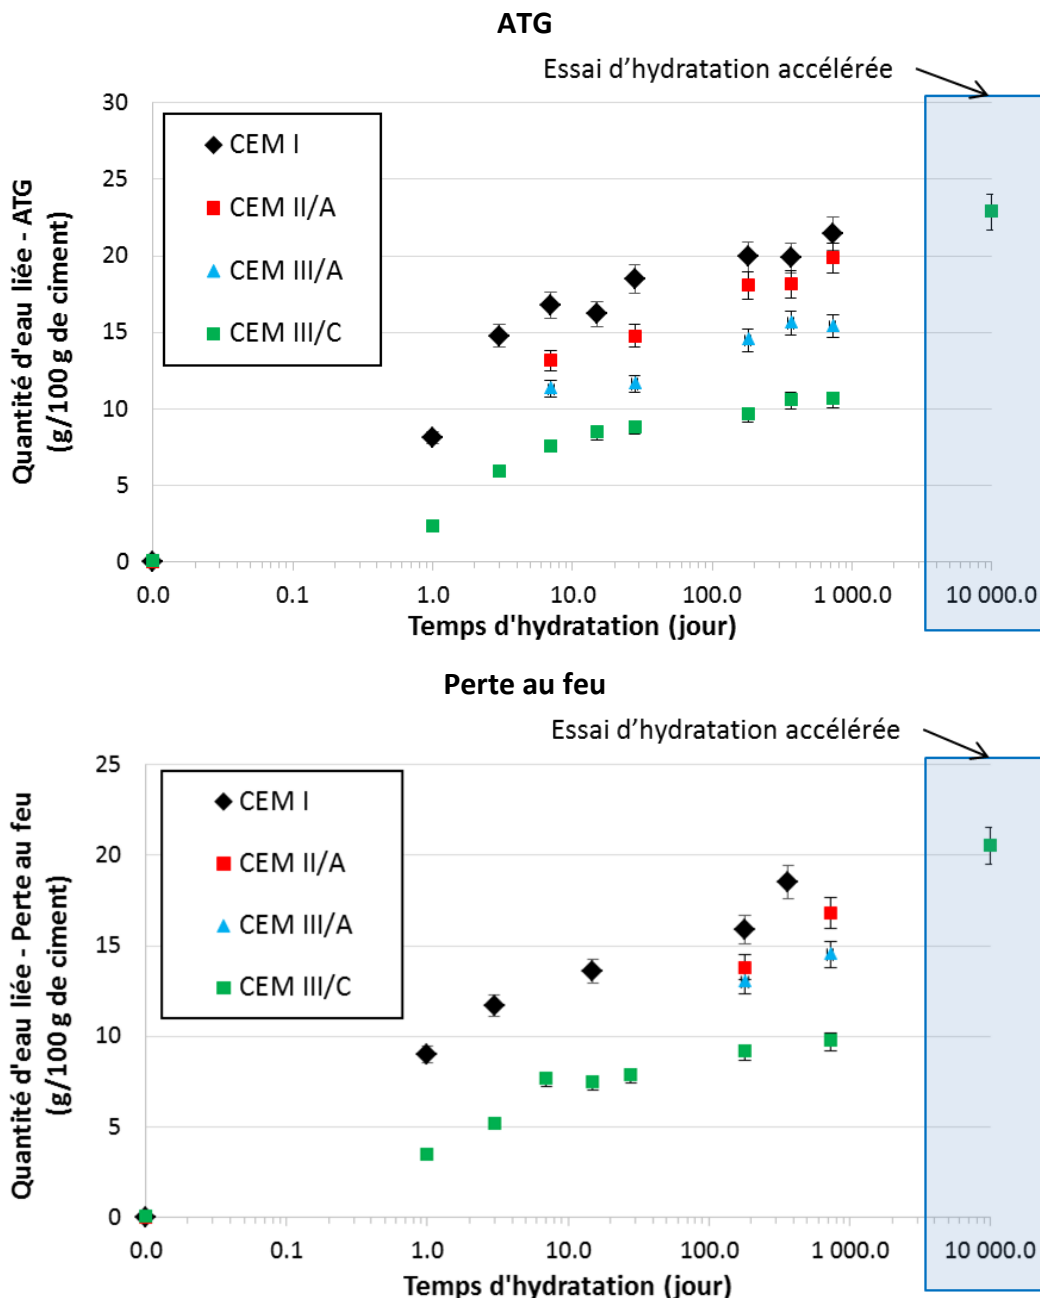 ATG
Essai d'hydratation accélérée
Quantité d'eau liée - ATG
(g/100 g de ciment)
30
25
20
15
10
5
0
CEM I
CEM II/A
CEM III/A
CEM III/C
0.0 0.1 1.0 10.0 100.0 1 000.0 10 000.0
Temps d'hydratation (jour)
Perte au feu
Essai d'hydratation accélérée
Quantité d'eau liée - Perte au feu
(g/100 g de ciment)
25
20
15
10
5
0
CEM I
CEM II/A
CEM III/A
CEM III/C
0.0 0.1 1.0 10.0 100.0 1 000.0 10 000.0
Temps d'hydratation (jour)